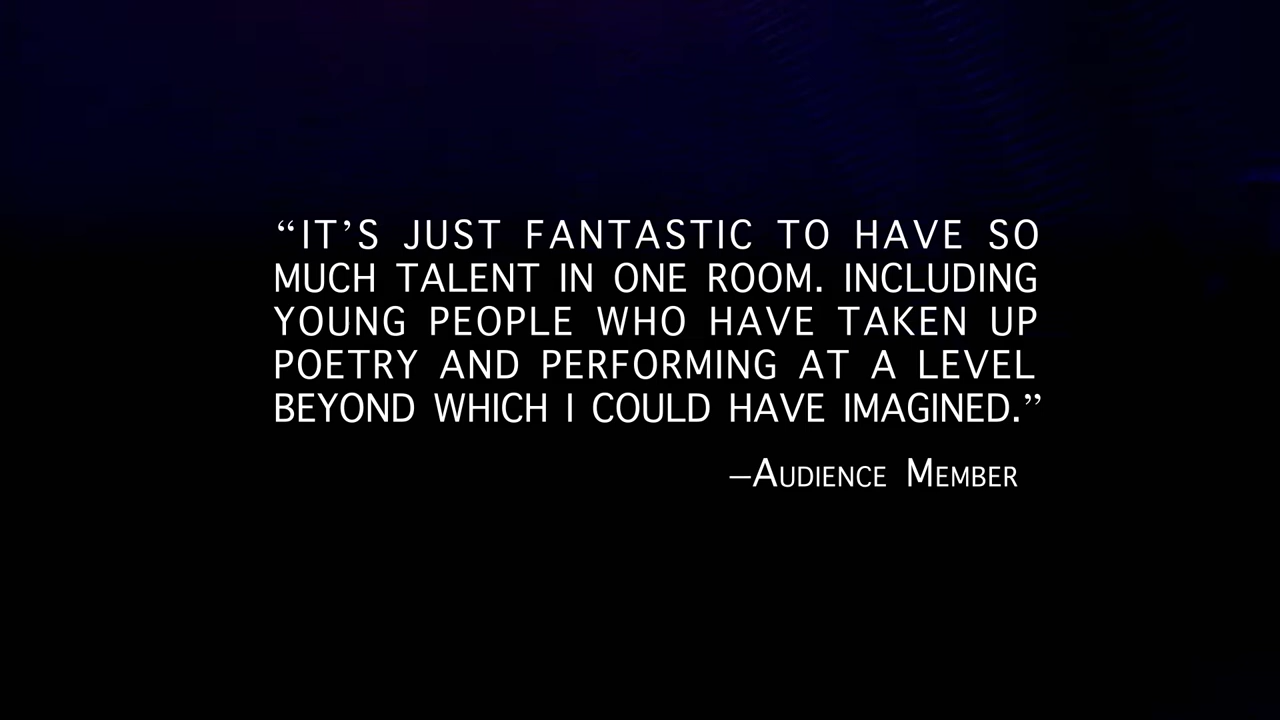 “IT’S JUST FANTASTIC TO HAVE SO
MUCH TALENT IN ONE ROOM. INCLUDING
YOUNG PEOPLE WHO HAVE TAKEN UP
POETRY AND PERFORMING AT A LEVEL
BEYOND WHICH I COULD HAVE IMAGINED.”
—AUDIENCE MEMBER